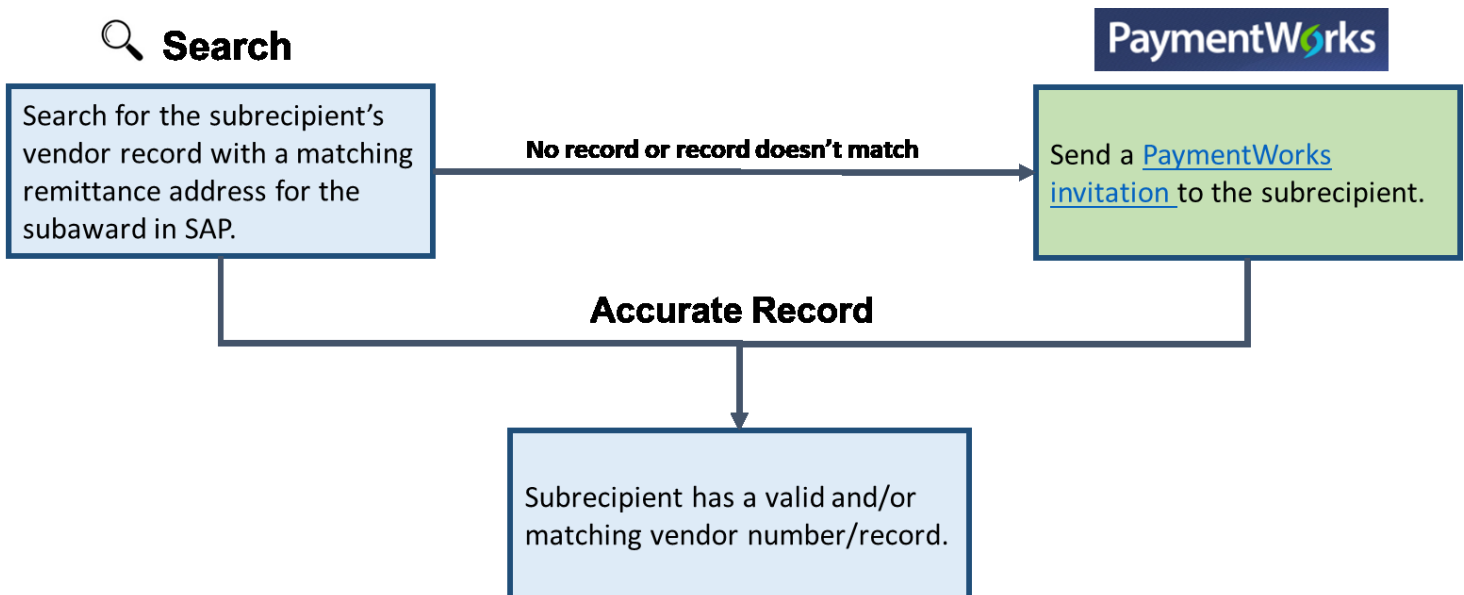 Search
PaymentWorks
Search for the subrecipient’s
vendor record with a matching
remittance address for the
subaward in SAP.
No record or record doesn’t match
Send a PaymentWorks
invitation to the subrecipient.
Accurate Record
Subrecipient has a valid and/or
matching vendor number/record.